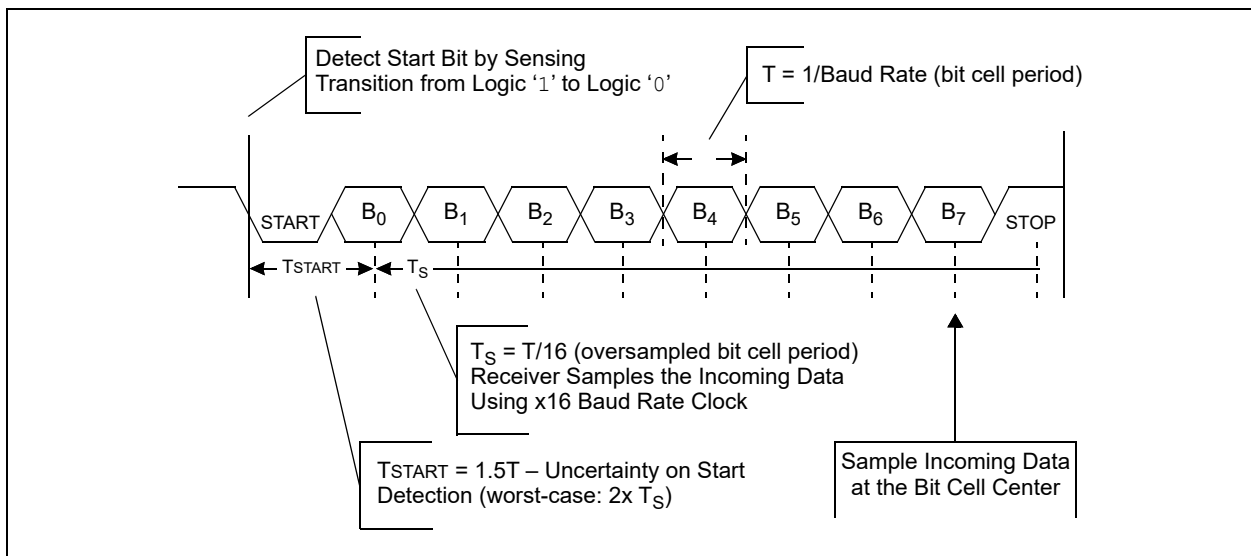 Detect Start Bit by Sensing
Transition from Logic ‘1’ to Logic ‘0’
T = 1/Baud Rate (bit cell period)
START B0 B1 B2 B3 B4 B5 B6 B7 STOP
TSTART TS
TS = T/16 (oversampled bit cell period)
Receiver Samples the Incoming Data
Using x16 Baud Rate Clock
TSTART = 1.5T – Uncertainty on Start
Detection (worst-case: 2x TS)
Sample Incoming Data
at the Bit Cell Center